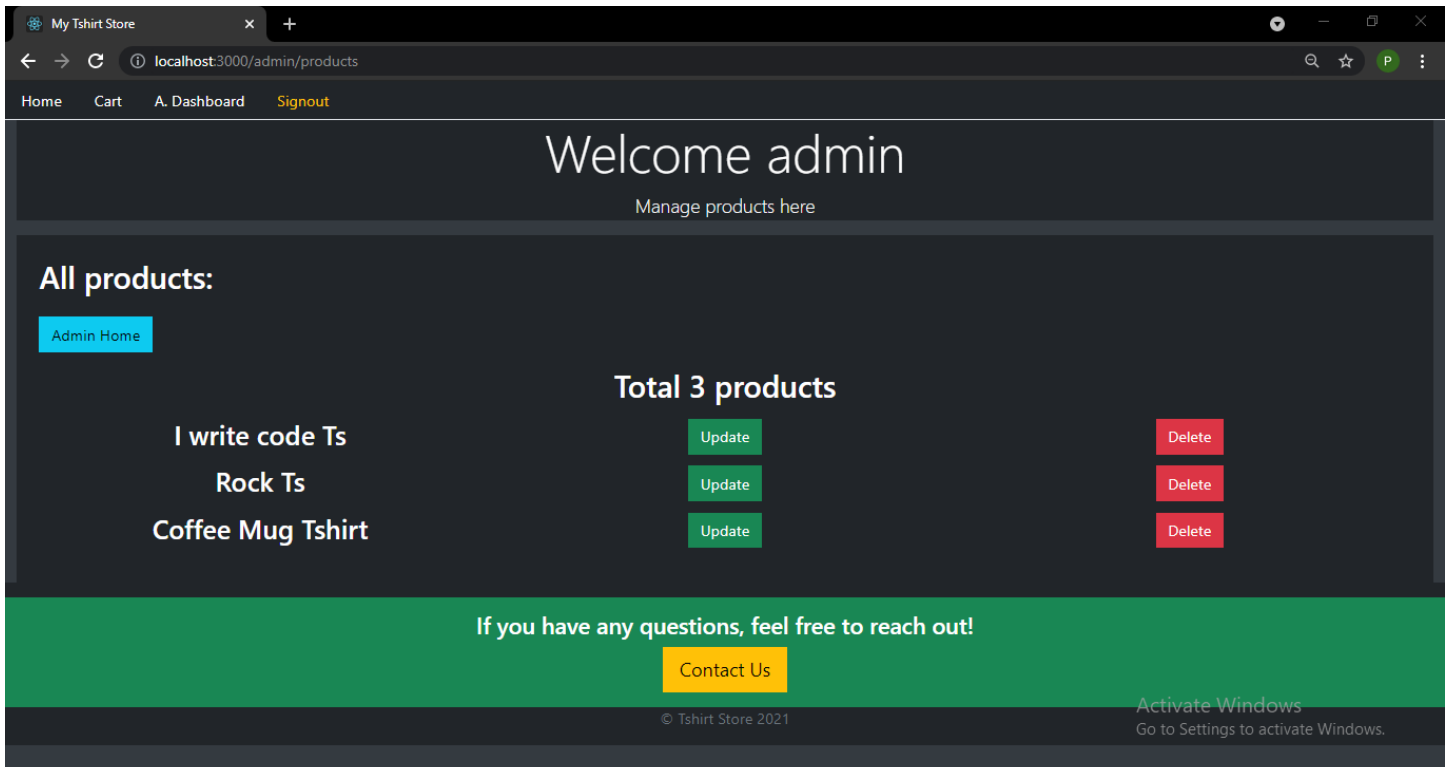 My Tshirt Store
localhost:3000/admin/products
P
Home Cart A. Dashboard Signout
Welcome admin
Manage products here
All products:
Admin Home
Total 3 products
I write code Ts Update Delete
Rock Ts Update Delete
Coffee Mug Tshirt Update Delete
If you have any questions, feel free to reach out!
Contact Us
© Tshirt Store 2021
Activate Windows
Go to Settings to activate Windows.